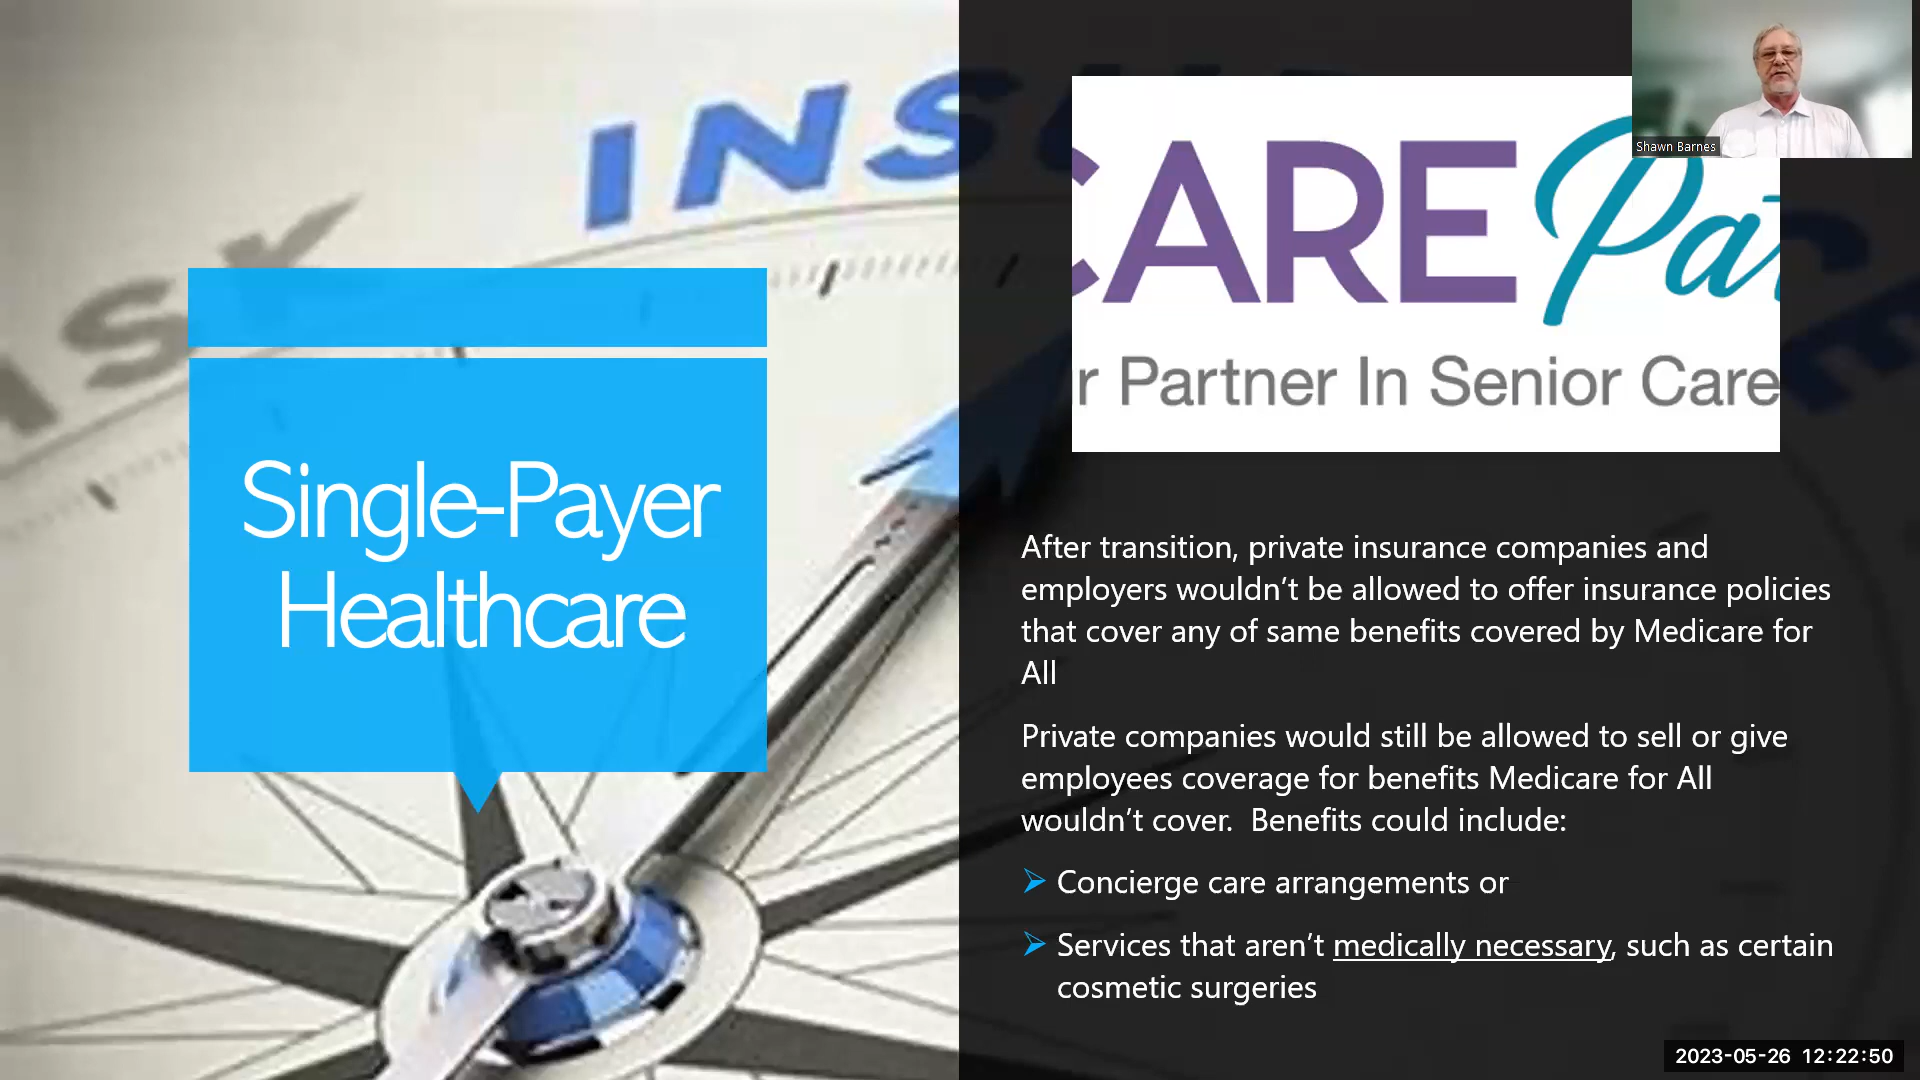 INSU
ISK
Single-Payer
Healthcare
CARE Pa
r Partner In Senior Care
Shawn Barnes
After transition, private insurance companies and
employers wouldn’t be allowed to offer insurance policies
that cover any of same benefits covered by Medicare for
All
Private companies would still be allowed to sell or give
employees coverage for benefits Medicare for All
wouldn’t cover.  Benefits could include:
➢ Concierge care arrangements or
➢ Services that aren’t medically necessary, such as certain
cosmetic surgeries
2023-05-26 12:22:50